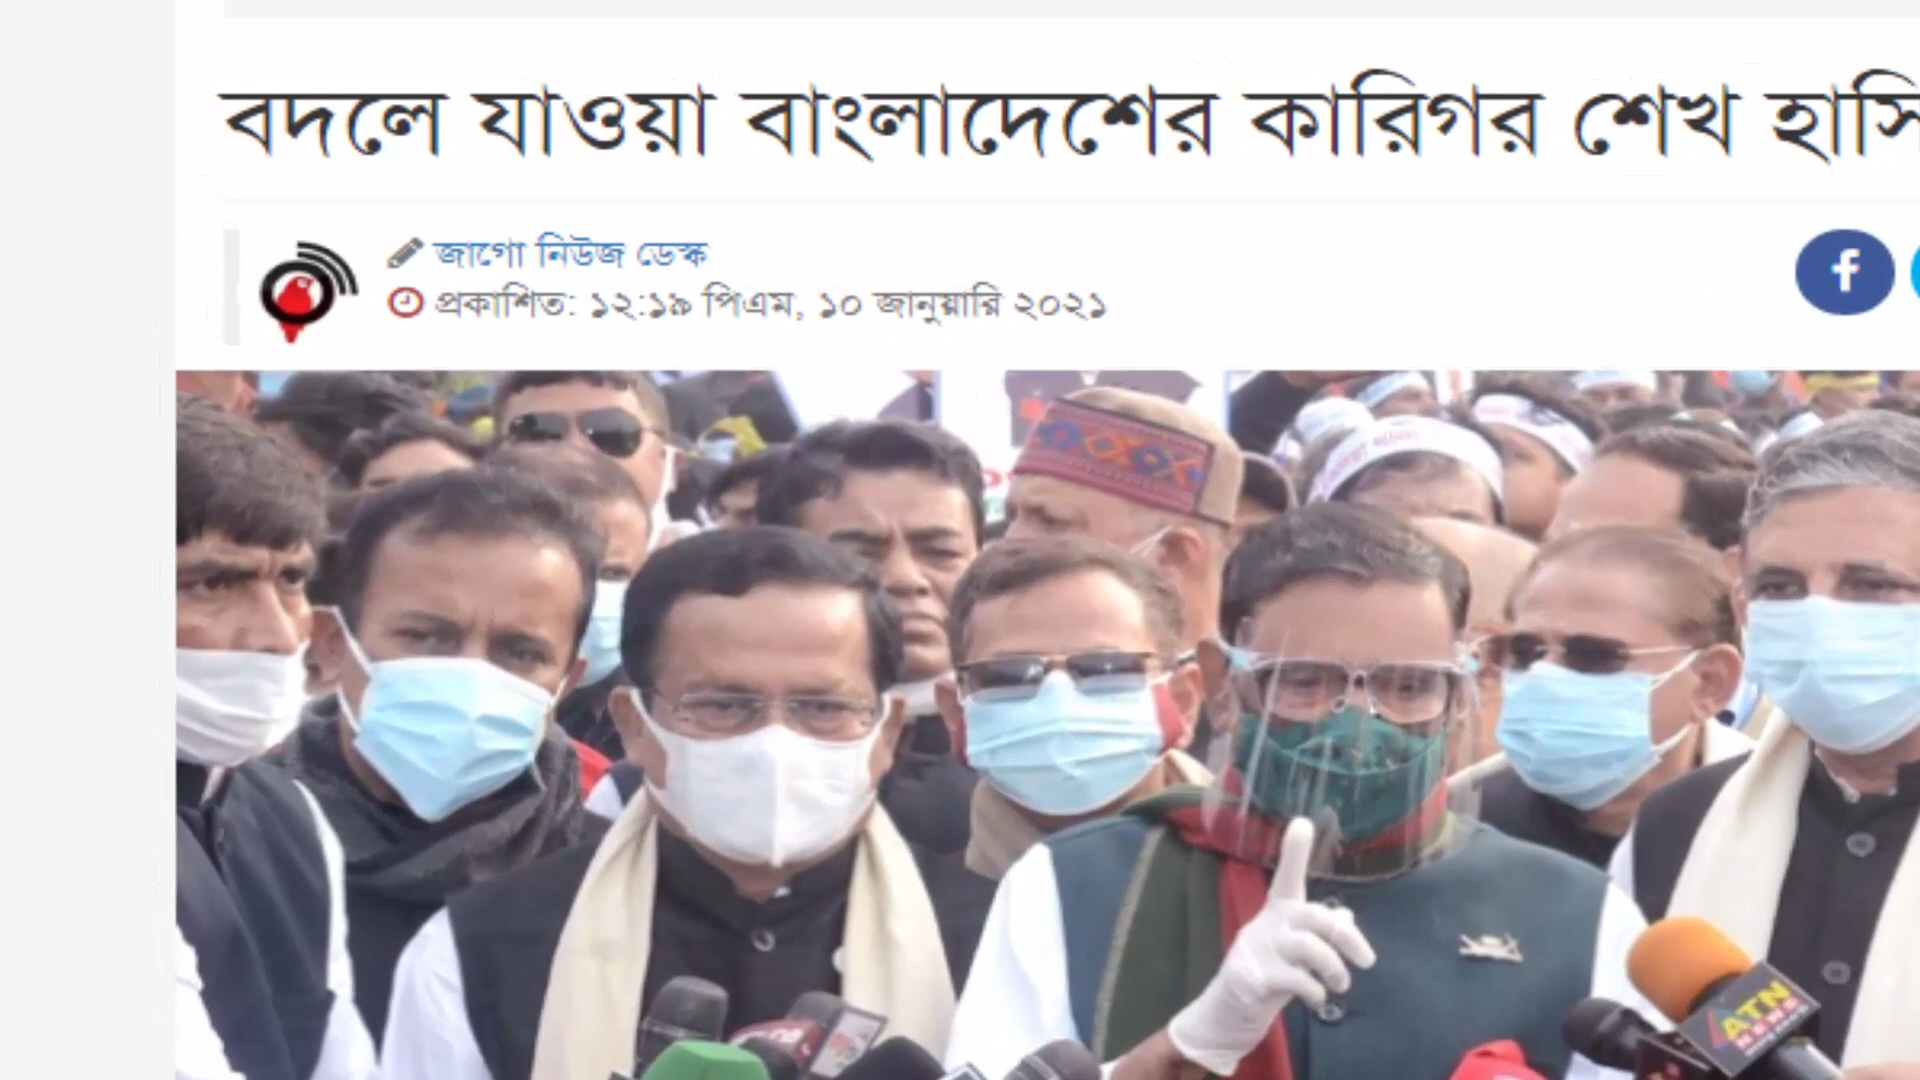 বদলে যাওয়া বাংলাদেশের কারিগর শেখ হাসি
জাগো নিউজ ডেস্ক
প্রকাশিত: ১২:১৯ পিএম, ১০ জানুয়ারি ২০২১
f
ATN
NEWS